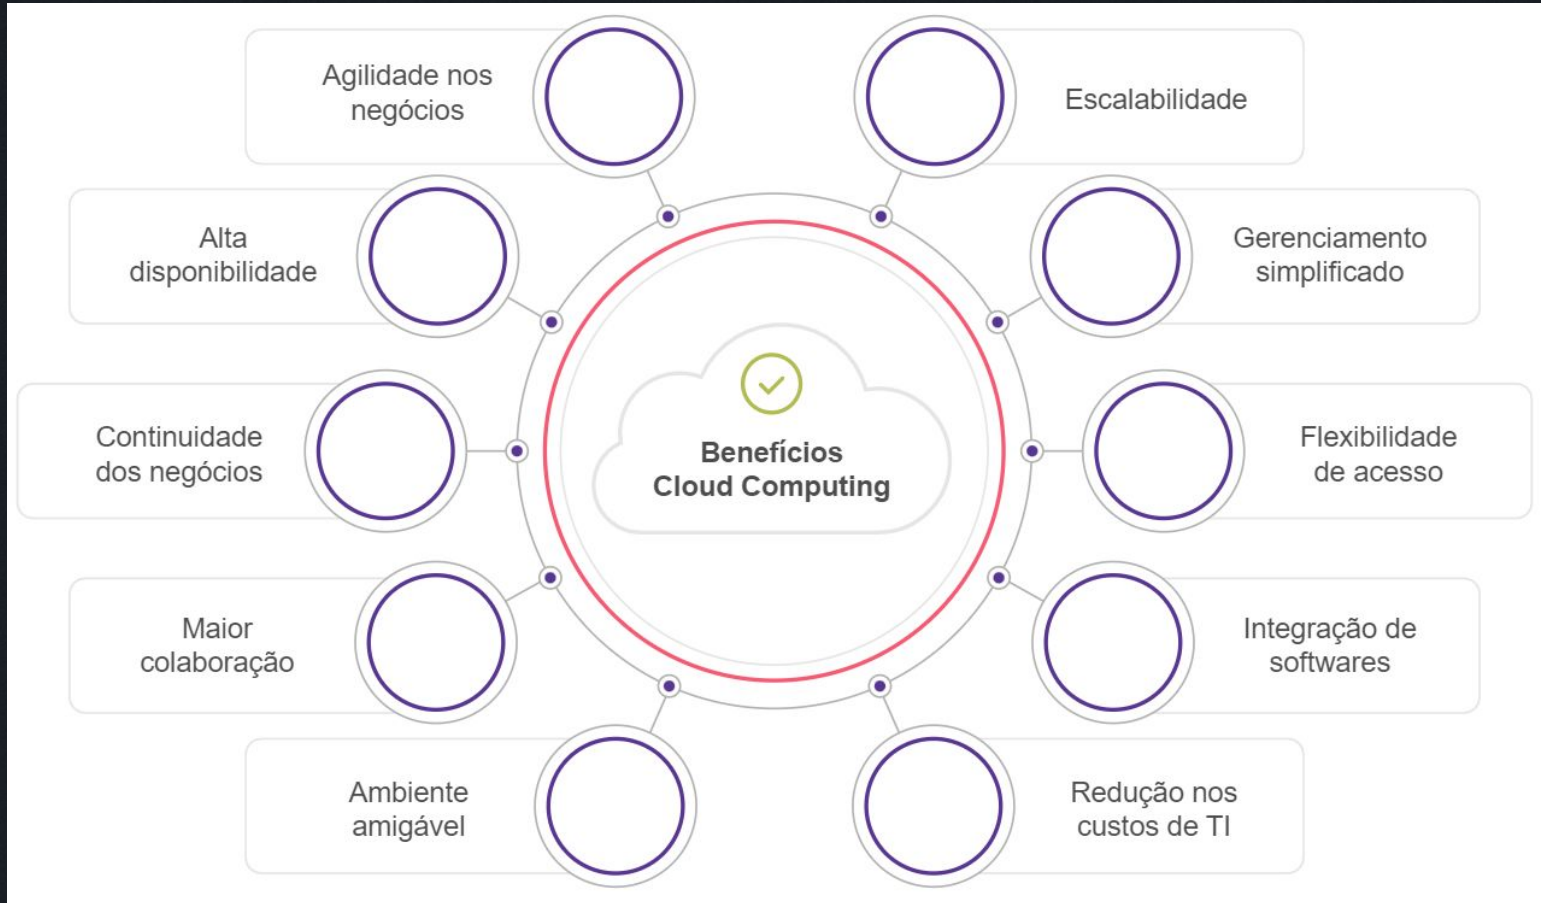 Agilidade nos
negócios
Escalabilidade
Alta
disponibilidade
Gerenciamento
simplificado
Continuidade
dos negócios
Benefícios
Cloud Computing
Flexibilidade
de acesso
Maior
colaboração
Integração de
softwares
Ambiente
amigável
Redução nos
custos de TI